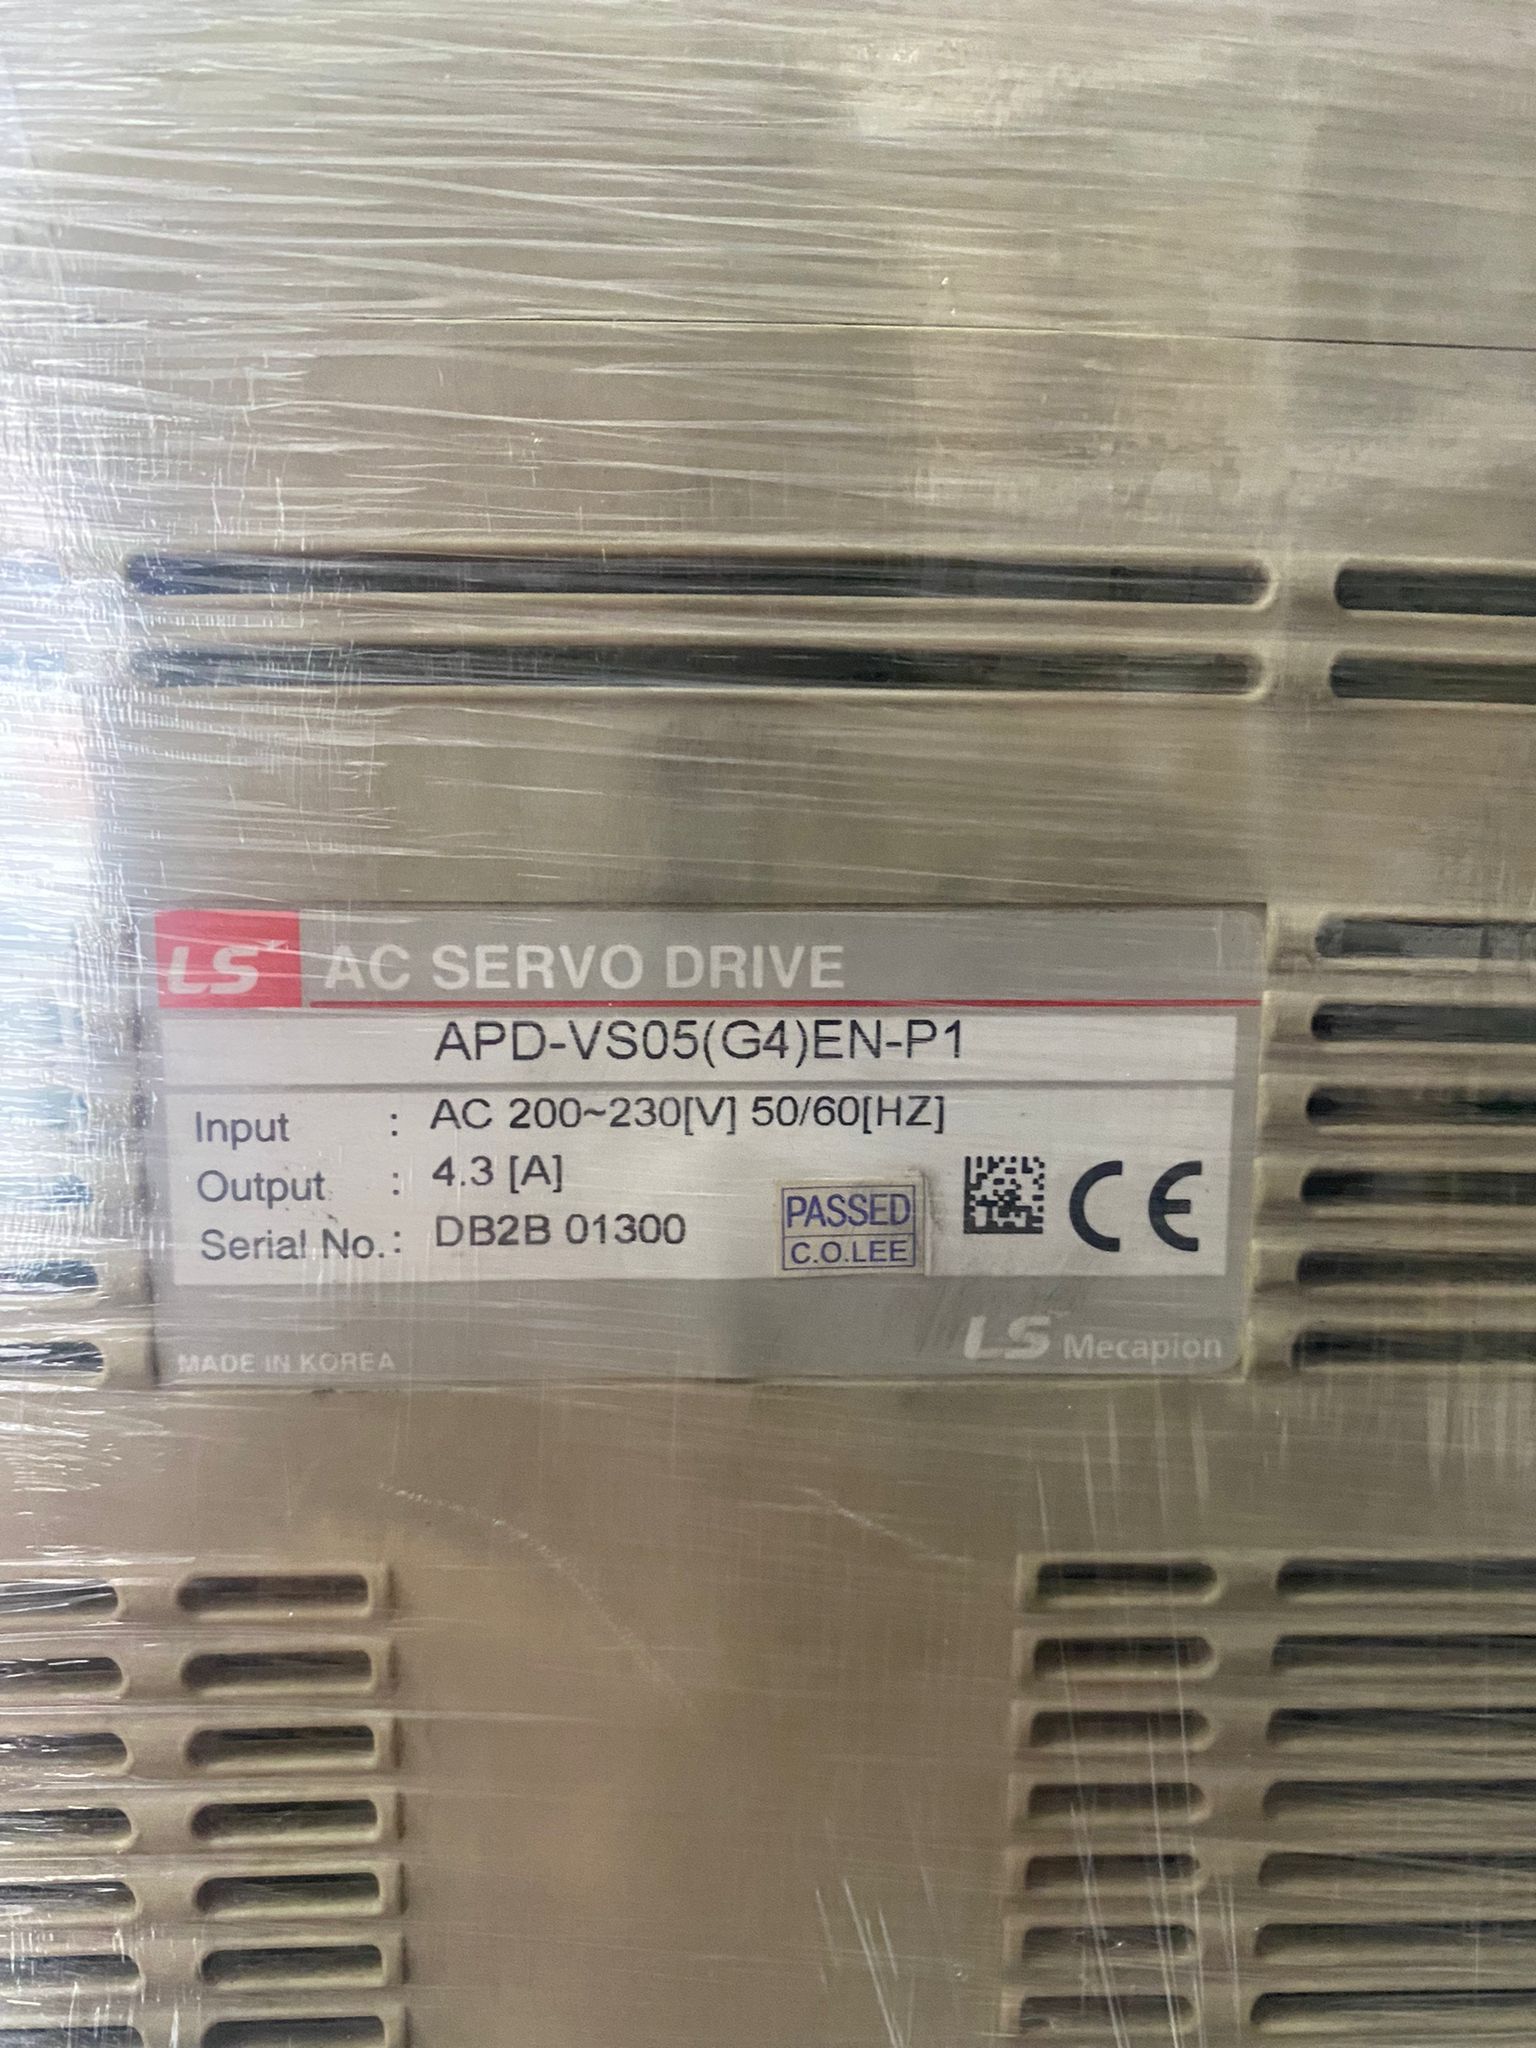 LS AC SERVO DRIVE
APD-VS05(G4)EN-P1
Input : AC 200~230[V] 50/60[HZ]
Output : 4.3 [A]
Serial No.: DB2B 01300
PASSED
C.O.LEE
CE
LS Mecapion
MADE IN KOREA